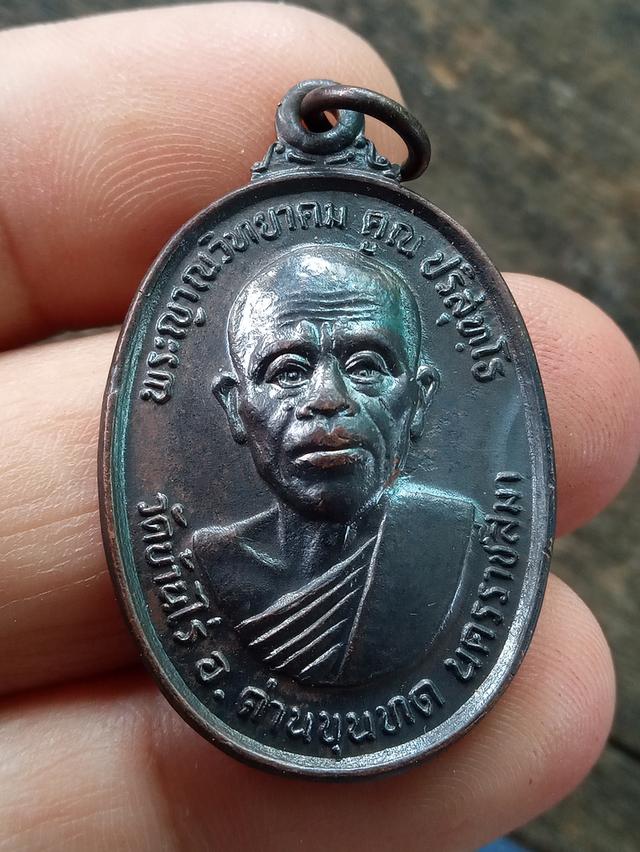 พระญาณวิทยาคม คูณ ปริสุทฺโธ
วัดบ้านไร่ อ. ด่านขุนทด นครราชสีมา